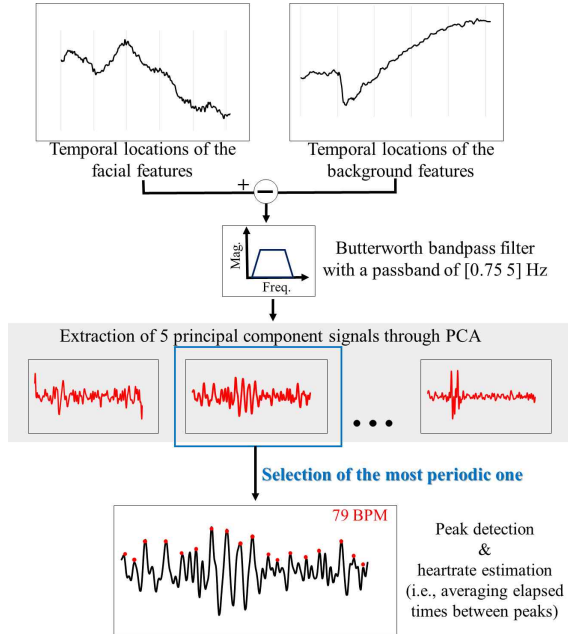 Temporal locations of the
facial features
Temporal locations of the
background features
+
−
Mag.
Freq.
Butterworth bandpass filter
with a passband of [0.75 5] Hz
Extraction of 5 principal component signals through PCA
Selection of the most periodic one
79 BPM
Peak detection
&
heartrate estimation
(i.e., averaging elapsed
times between peaks)